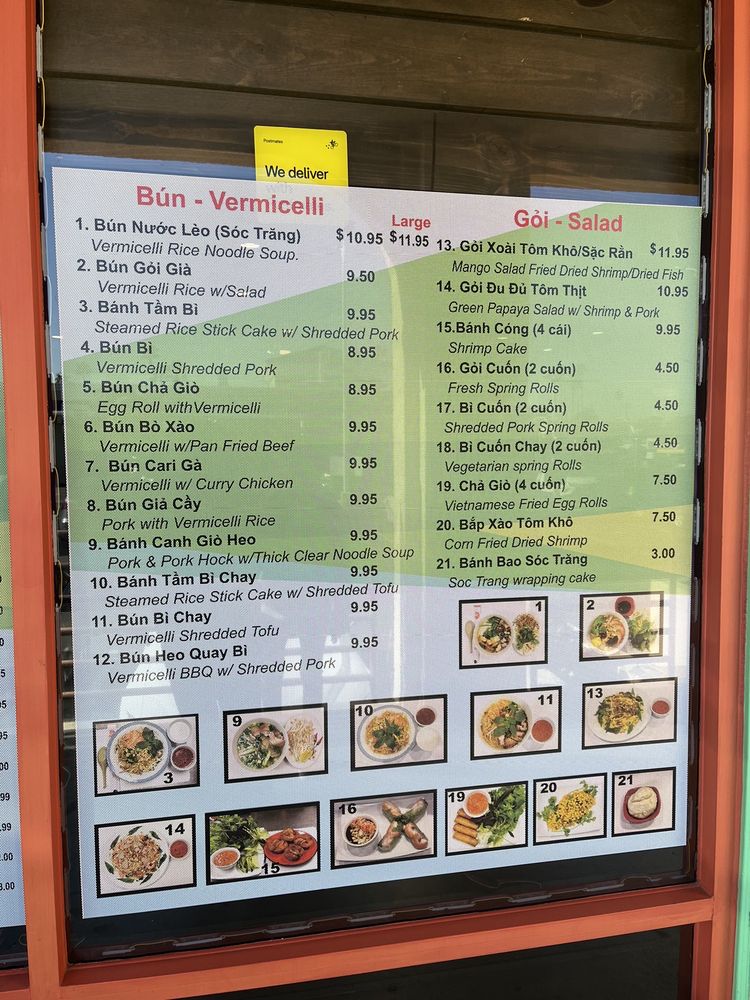 Postmates
We deliver
with
Bún - Vermicelli
Large
1. Bún Nước Lèo (Sóc Trăng) $10.95 $11.95
Vermicelli Rice Noodle Soup.
2. Bún Gỏi Già 9.50
Vermicelli Rice w/Salad
3. Bánh Tầm Bì 9.95
Steamed Rice Stick Cake w/ Shredded Pork
4. Bún Bì 8.95
Vermicelli Shredded Pork
5. Bún Chả Giò 8.95
Egg Roll withVermicelli
6. Bún Bò Xào 9.95
Vermicelli w/Pan Fried Beef
7. Bún Cari Gà 9.95
Vermicelli w/ Curry Chicken
8. Bún Giả Cầy 9.95
Pork with Vermicelli Rice
9. Bánh Canh Giò Heo 9.95
Pork & Pork Hock w/Thick Clear Noodle Soup
10. Bánh Tầm Bì Chay 9.95
Steamed Rice Stick Cake w/ Shredded Tofu
11. Bún Bì Chay 9.95
Vermicelli Shredded Tofu
12. Bún Heo Quay Bì 9.95
Vermicelli BBQ w/ Shredded Pork
Gỏi - Salad
13. Gỏi Xoài Tôm Khô/Sặc Rằn $11.95
Mango Salad Fried Dried Shrimp/Dried Fish
14. Gỏi Đu Đủ Tôm Thịt 10.95
Green Papaya Salad w/ Shrimp & Pork
15.Bánh Cóng (4 cái) 9.95
Shrimp Cake
16. Gỏi Cuốn (2 cuốn) 4.50
Fresh Spring Rolls
17. Bì Cuốn (2 cuốn) 4.50
Shredded Pork Spring Rolls
18. Bì Cuốn Chay (2 cuốn) 4.50
Vegetarian spring Rolls
19. Chả Giò (4 cuốn) 7.50
Vietnamese Fried Egg Rolls
20. Bắp Xào Tôm Khô 7.50
Corn Fried Dried Shrimp
21. Bánh Bao Sóc Trăng 3.00
Soc Trang wrapping cake
1
2
3
9
10
11
13
14
15
16
19
20
21